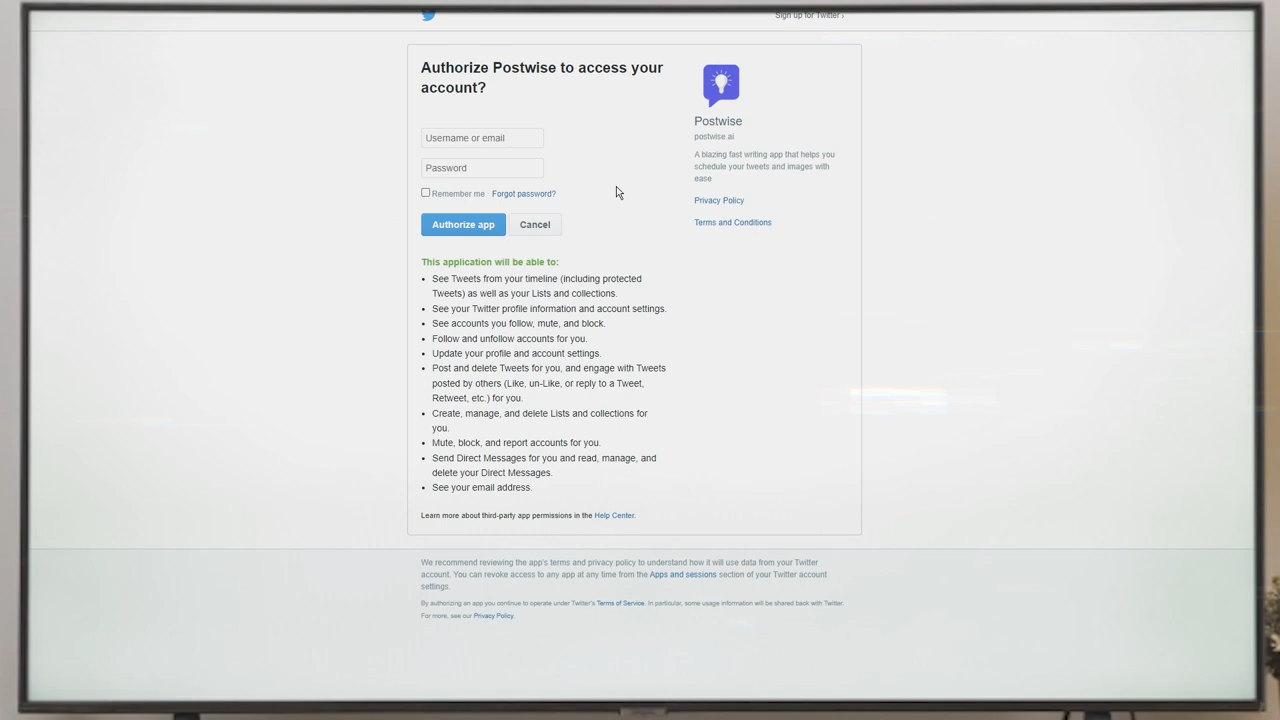 Sign up for Twitter ›
Authorize Postwise to access your
account?
Username or email
Password
Remember me · Forgot password?
Authorize app
Cancel
Postwise
postwise.ai
A blazing fast writing app that helps you
schedule your tweets and images with
ease
Privacy Policy
Terms and Conditions
This application will be able to:
• See Tweets from your timeline (including protected
Tweets) as well as your Lists and collections.
• See your Twitter profile information and account settings.
• See accounts you follow, mute, and block.
• Follow and unfollow accounts for you.
• Update your profile and account settings.
• Post and delete Tweets for you, and engage with Tweets
posted by others (Like, un-Like, or reply to a Tweet,
Retweet, etc.) for you.
• Create, manage, and delete Lists and collections for
you.
• Mute, block, and report accounts for you.
• Send Direct Messages for you and read, manage, and
delete your Direct Messages.
• See your email address.
Learn more about third-party app permissions in the Help Center.
We recommend reviewing the app's terms and privacy policy to understand how it will use data from your Twitter
account. You can revoke access to any app at any time from the Apps and sessions section of your Twitter account
settings.
By authorizing an app you continue to operate under Twitter's Terms of Service. In particular, some usage information will be shared back with Twitter.
For more, see our Privacy Policy.